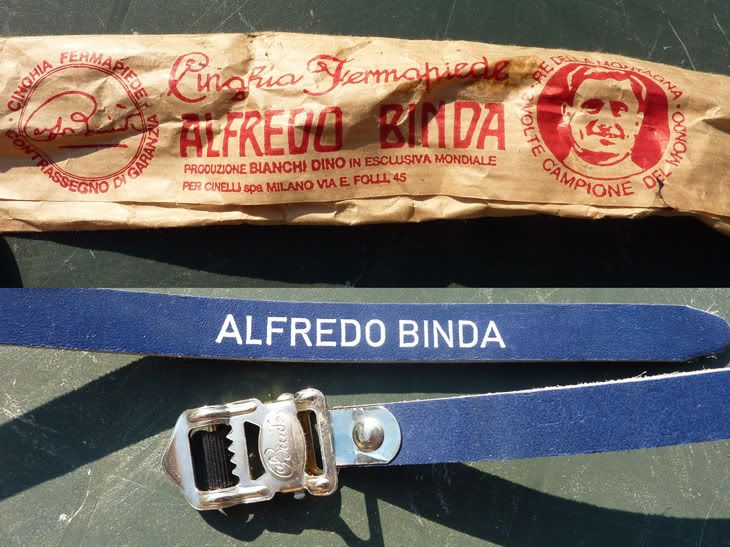 CINGHIA FERMAPIEDE
CONTRASSEGNO DI GARANZIA
Cinghia Fermapiede
ALFREDO BINDA
PRODUZIONE BIANCHI DINO IN ESCLUSIVA MONDIALE
PER CINELLI spa MILANO VIA E. FOLLI, 45
RE DELLA MONTAGNA
VOLTE CAMPIONE DEL MONDO
ALFREDO BINDA